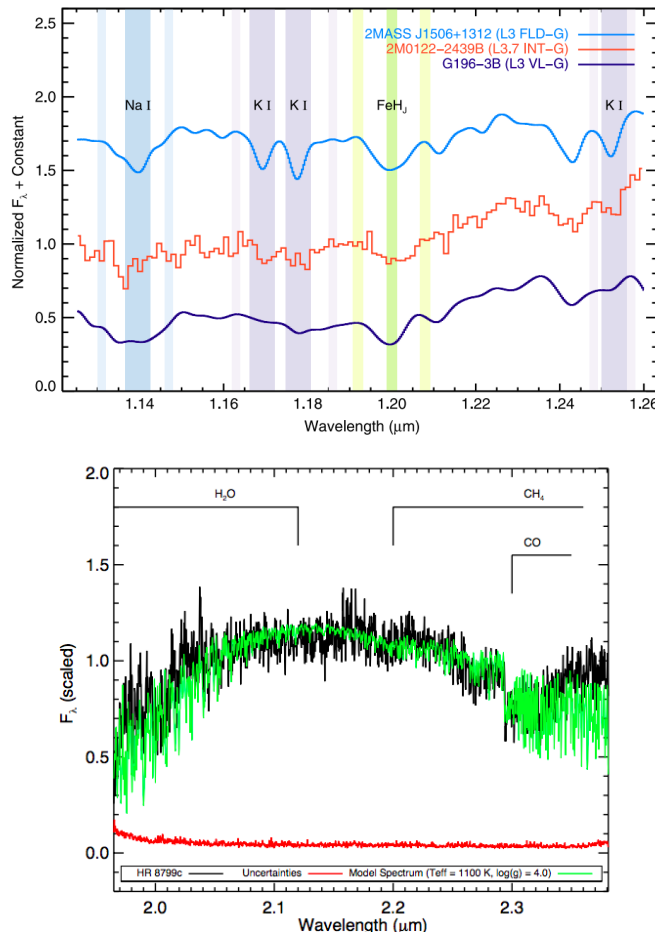 2MASS J1506+1312 (L3 FLD-G)
2M0122-2439B (L3.7 INT-G)
G196-3B (L3 VL-G)
Na I K I K I FeHJ K I
Normalized Fλ + Constant
2.5
2.0
1.5
1.0
0.5
0.0
1.14 1.16 1.18 1.20 1.22 1.24 1.26
Wavelength (μm)
2.0
1.5
1.0
0.5
0.0
Fλ (scaled)
H2O CH4
CO
HR 8799c Uncertainties Model Spectrum (Teff = 1100 K, log(g) = 4.0)
2.0 2.1 2.2 2.3
Wavelength (μm)